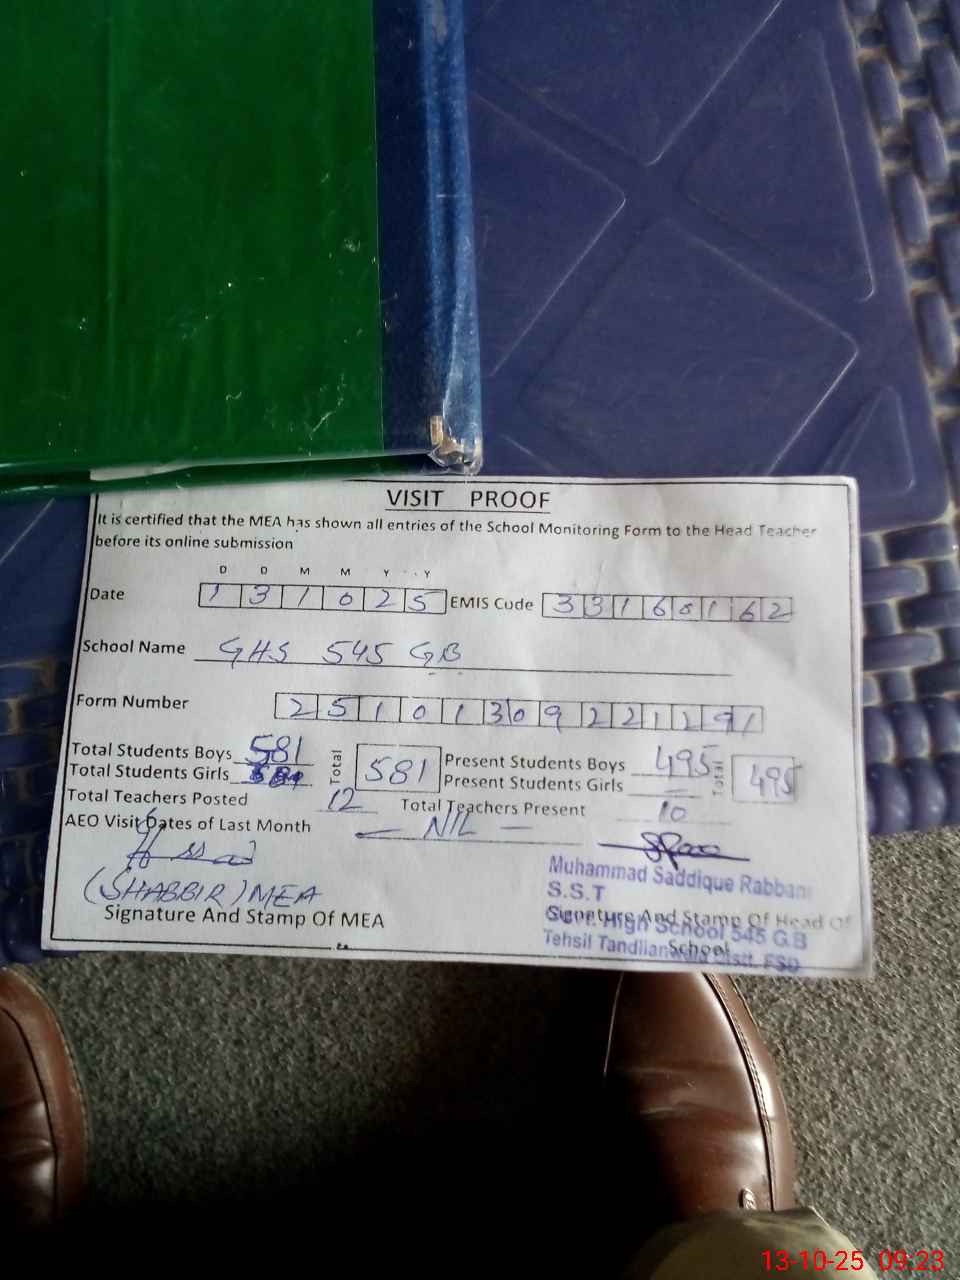 VISIT PROOF
It is certified that the MEA has shown all entries of the School Monitoring Form to the Head Teacher
before its online submission
D D M M Y Y
Date 1 3 1 0 2 5 EMIS Code 3 3 1 6 0 1 6 2
School Name GHS 545 GB
Form Number 2 5 1 0 1 3 0 9 2 2 1 2 9 1
Total Students Boys 581 Total 581 Present Students Boys 495 Total 495
Total Students Girls Present Students Girls —
Total Teachers Posted 12 Total Teachers Present 10
AEO Visit Dates of Last Month — NIL —
(SHABBIR) MEA
Signature And Stamp Of MEA
Muhammad Saddique Rabbani
S.S.T
Signature And Stamp Of Head Of
School
Govt. High School 545 G.B
Tehsil Tandlianwala Distt. FSD
13-10-25 09:23